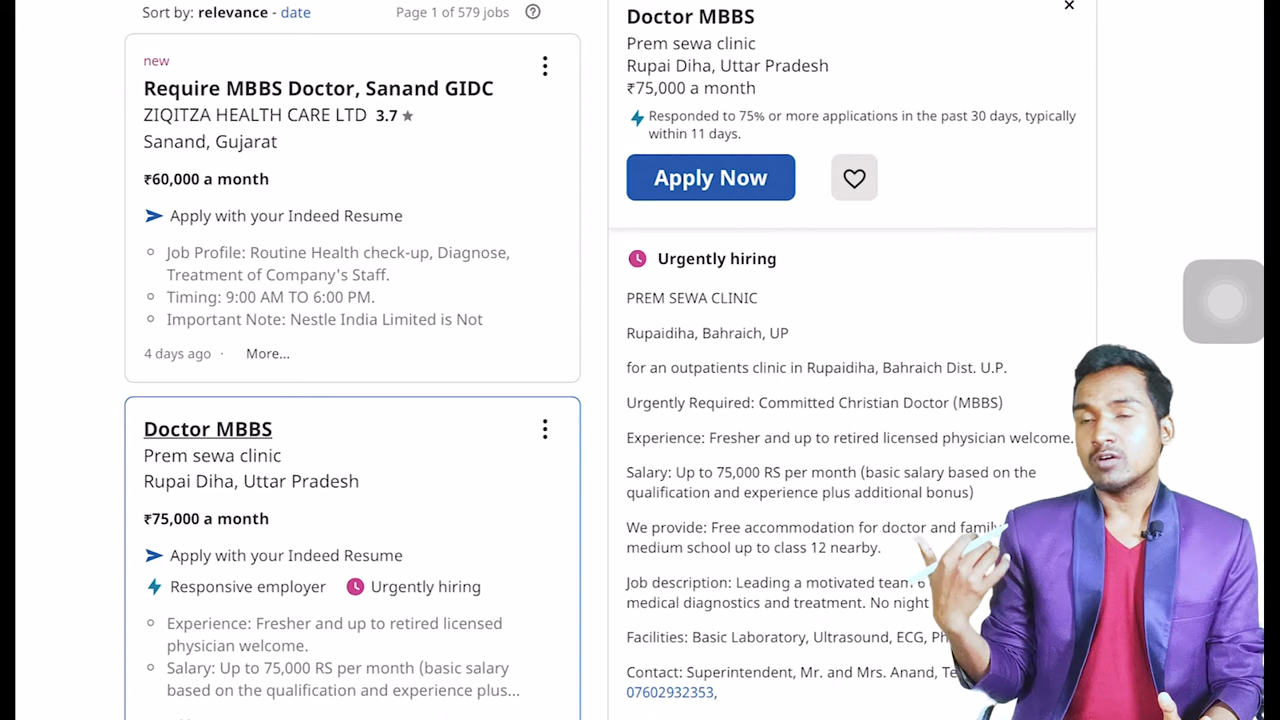 Sort by: relevance - date
Page 1 of 579 jobs
new
Require MBBS Doctor, Sanand GIDC
ZIQITZA HEALTH CARE LTD 3.7
Sanand, Gujarat
₹60,000 a month
Apply with your Indeed Resume
Job Profile: Routine Health check-up, Diagnose,
Treatment of Company's Staff.
Timing: 9:00 AM TO 6:00 PM.
Important Note: Nestle India Limited is Not
4 days ago · More...
Doctor MBBS
Prem sewa clinic
Rupai Diha, Uttar Pradesh
₹75,000 a month
Apply with your Indeed Resume
Responsive employer Urgently hiring
Experience: Fresher and up to retired licensed
physician welcome.
Salary: Up to 75,000 RS per month (basic salary
based on the qualification and experience plus...
Doctor MBBS
Prem sewa clinic
Rupai Diha, Uttar Pradesh
₹75,000 a month
Responded to 75% or more applications in the past 30 days, typically
within 11 days.
Apply Now
Urgently hiring
PREM SEWA CLINIC
Rupaidiha, Bahraich, UP
for an outpatients clinic in Rupaidiha, Bahraich Dist. U.P.
Urgently Required: Committed Christian Doctor (MBBS)
Experience: Fresher and up to retired licensed physician welcome.
Salary: Up to 75,000 RS per month (basic salary based on the
qualification and experience plus additional bonus)
We provide: Free accommodation for doctor and family
medium school up to class 12 nearby.
Job description: Leading a motivated team
medical diagnostics and treatment. No night
Facilities: Basic Laboratory, Ultrasound, ECG,
Contact: Superintendent, Mr. and Mrs. Anand,
07602932353,